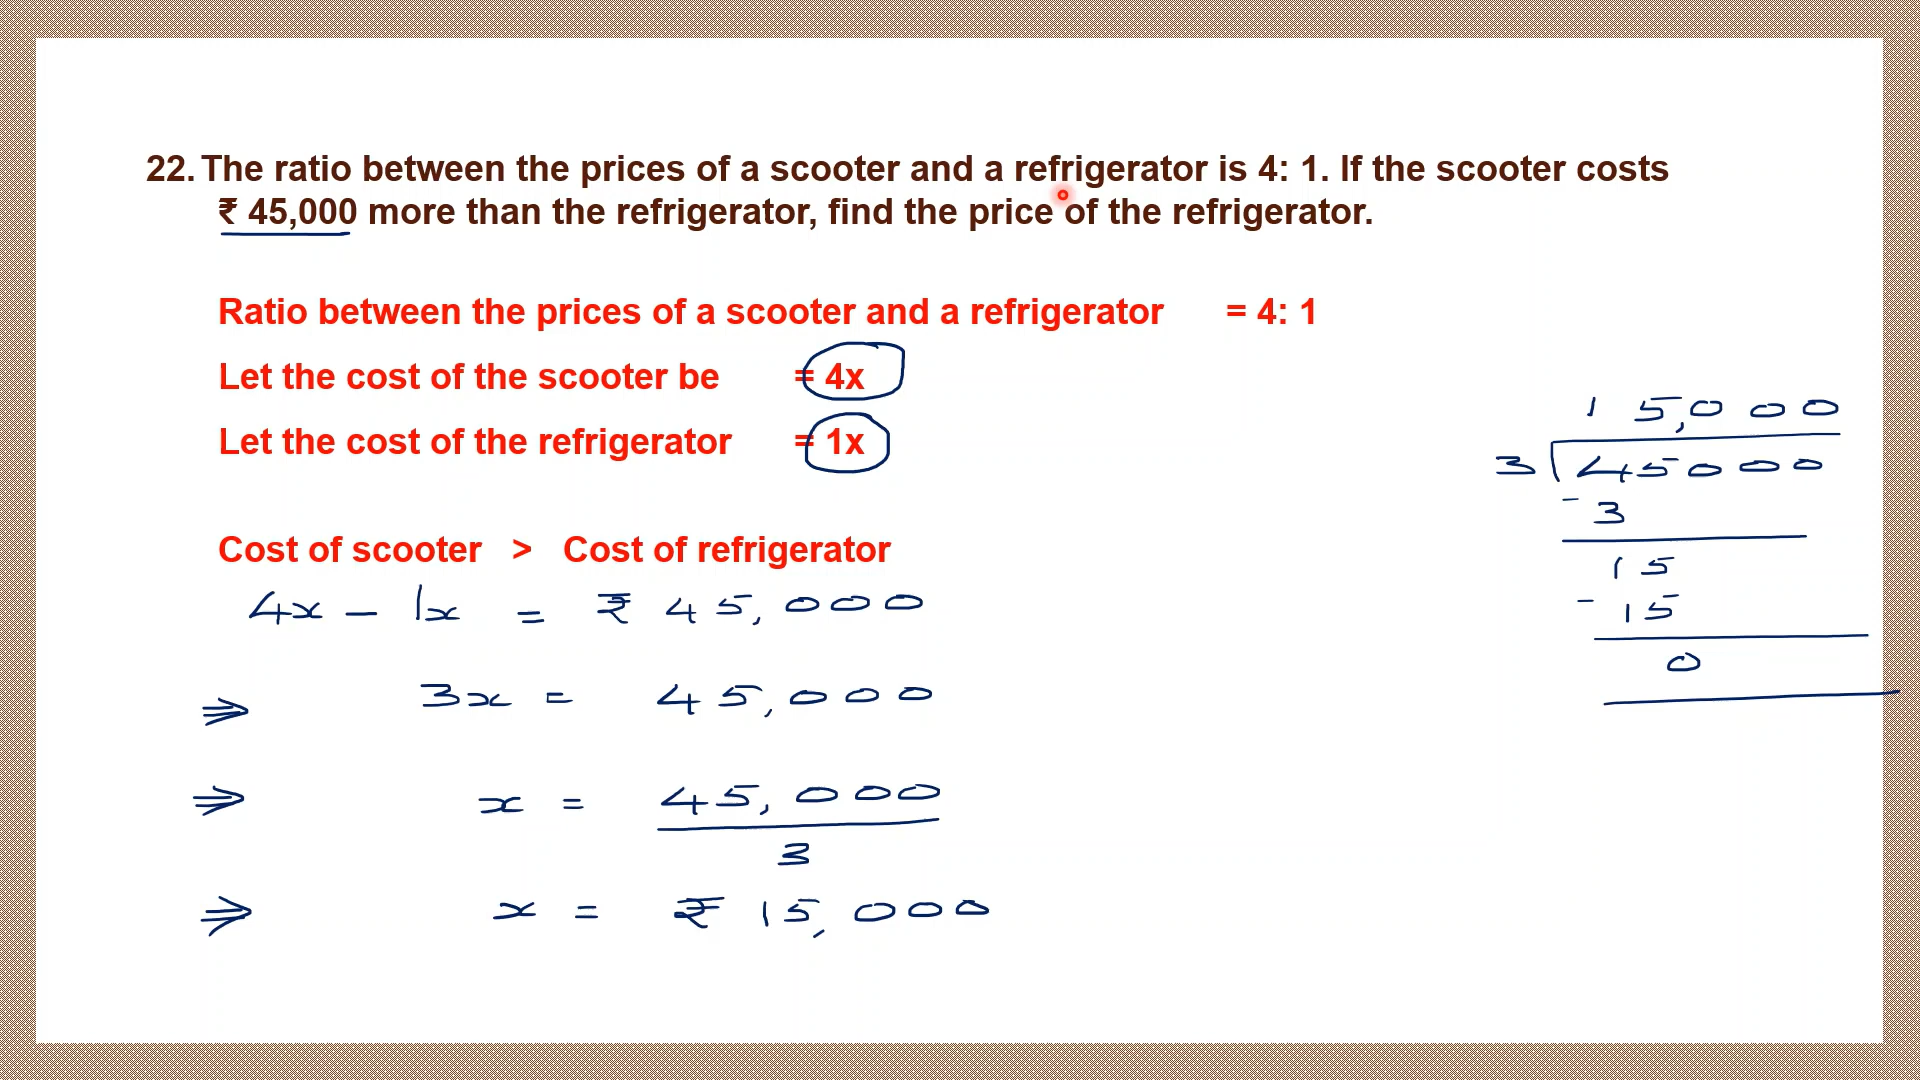 22. The ratio between the prices of a scooter and a refrigerator is 4: 1. If the scooter costs
₹ 45,000 more than the refrigerator, find the price of the refrigerator.
Ratio between the prices of a scooter and a refrigerator = 4: 1
Let the cost of the scooter be = 4x
Let the cost of the refrigerator = 1x
Cost of scooter > Cost of refrigerator
4x - 1x = ₹ 45,000
⇒ 3x = 45,000
⇒ x = 45,000
3
⇒ x = ₹ 15,000
15,000
3 45000
- 3
15
- 15
0